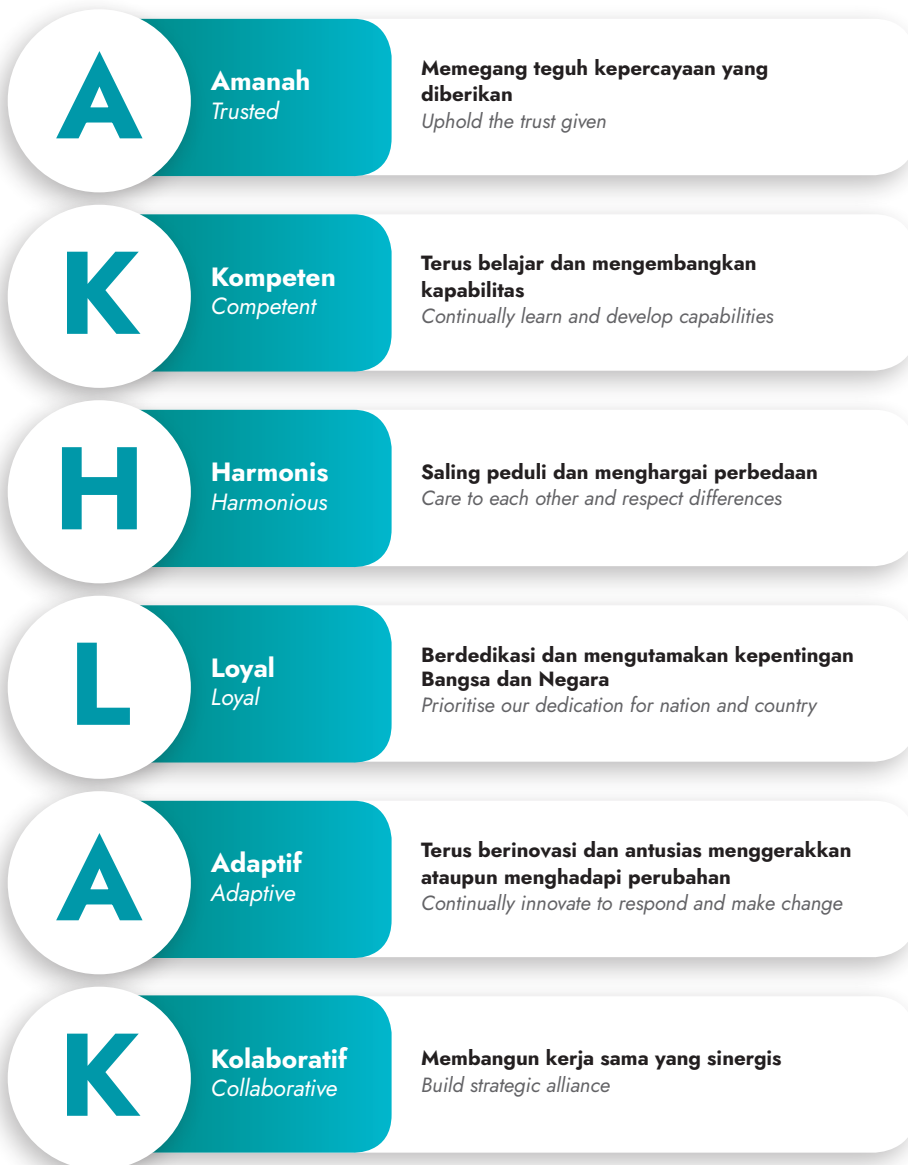 A
Amanah
Trusted
Memegang teguh kepercayaan yang
diberikan
Uphold the trust given
K
Kompeten
Competent
Terus belajar dan mengembangkan
kapabilitas
Continually learn and develop capabilities
H
Harmonis
Harmonious
Saling peduli dan menghargai perbedaan
Care to each other and respect differences
L
Loyal
Loyal
Berdedikasi dan mengutamakan kepentingan
Bangsa dan Negara
Prioritise our dedication for nation and country
A
Adaptif
Adaptive
Terus berinovasi dan antusias menggerakkan
ataupun menghadapi perubahan
Continually innovate to respond and make change
K
Kolaboratif
Collaborative
Membangun kerja sama yang sinergis
Build strategic alliance